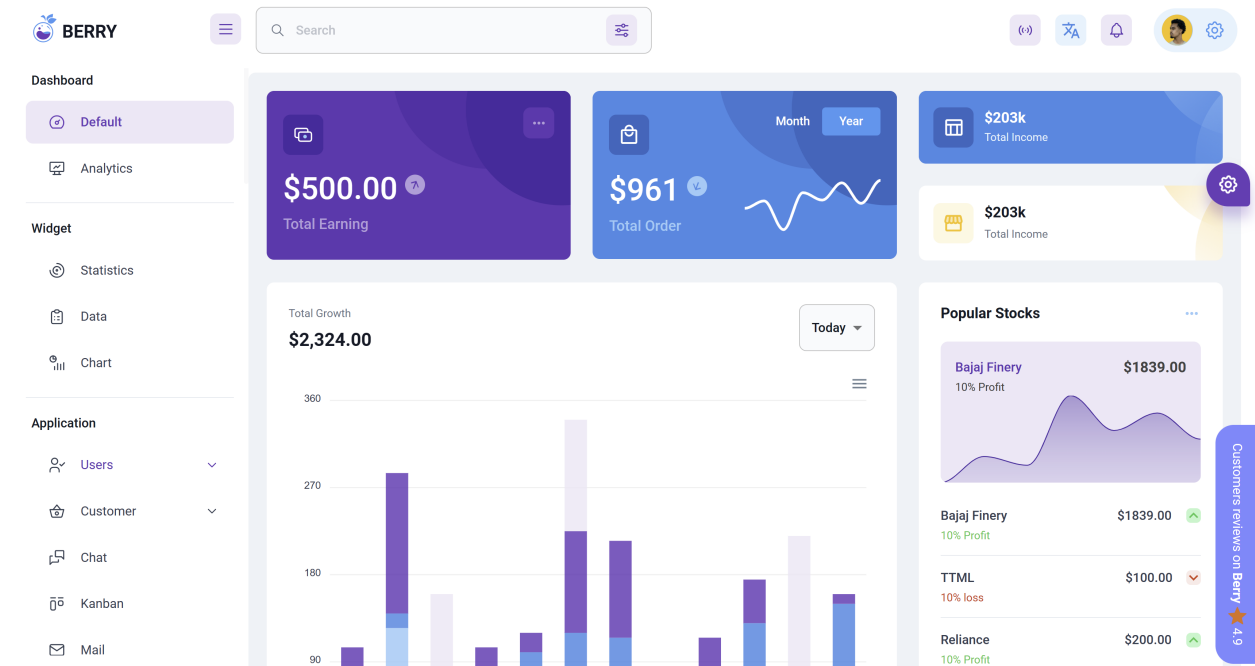 BERRY
Search
Dashboard
Default
Analytics
Widget
Statistics
Data
Chart
Application
Users
Customer
Chat
Kanban
Mail
$500.00
Total Earning
Month
Year
$961
Total Order
$203k
Total Income
$203k
Total Income
Total Growth
$2,324.00
Today
360
270
180
90
Popular Stocks
Bajaj Finery
$1839.00
10% Profit
Bajaj Finery
$1839.00
10% Profit
TTML
$100.00
10% loss
Reliance
$200.00
10% Profit
Customers reviews on Berry 4.9